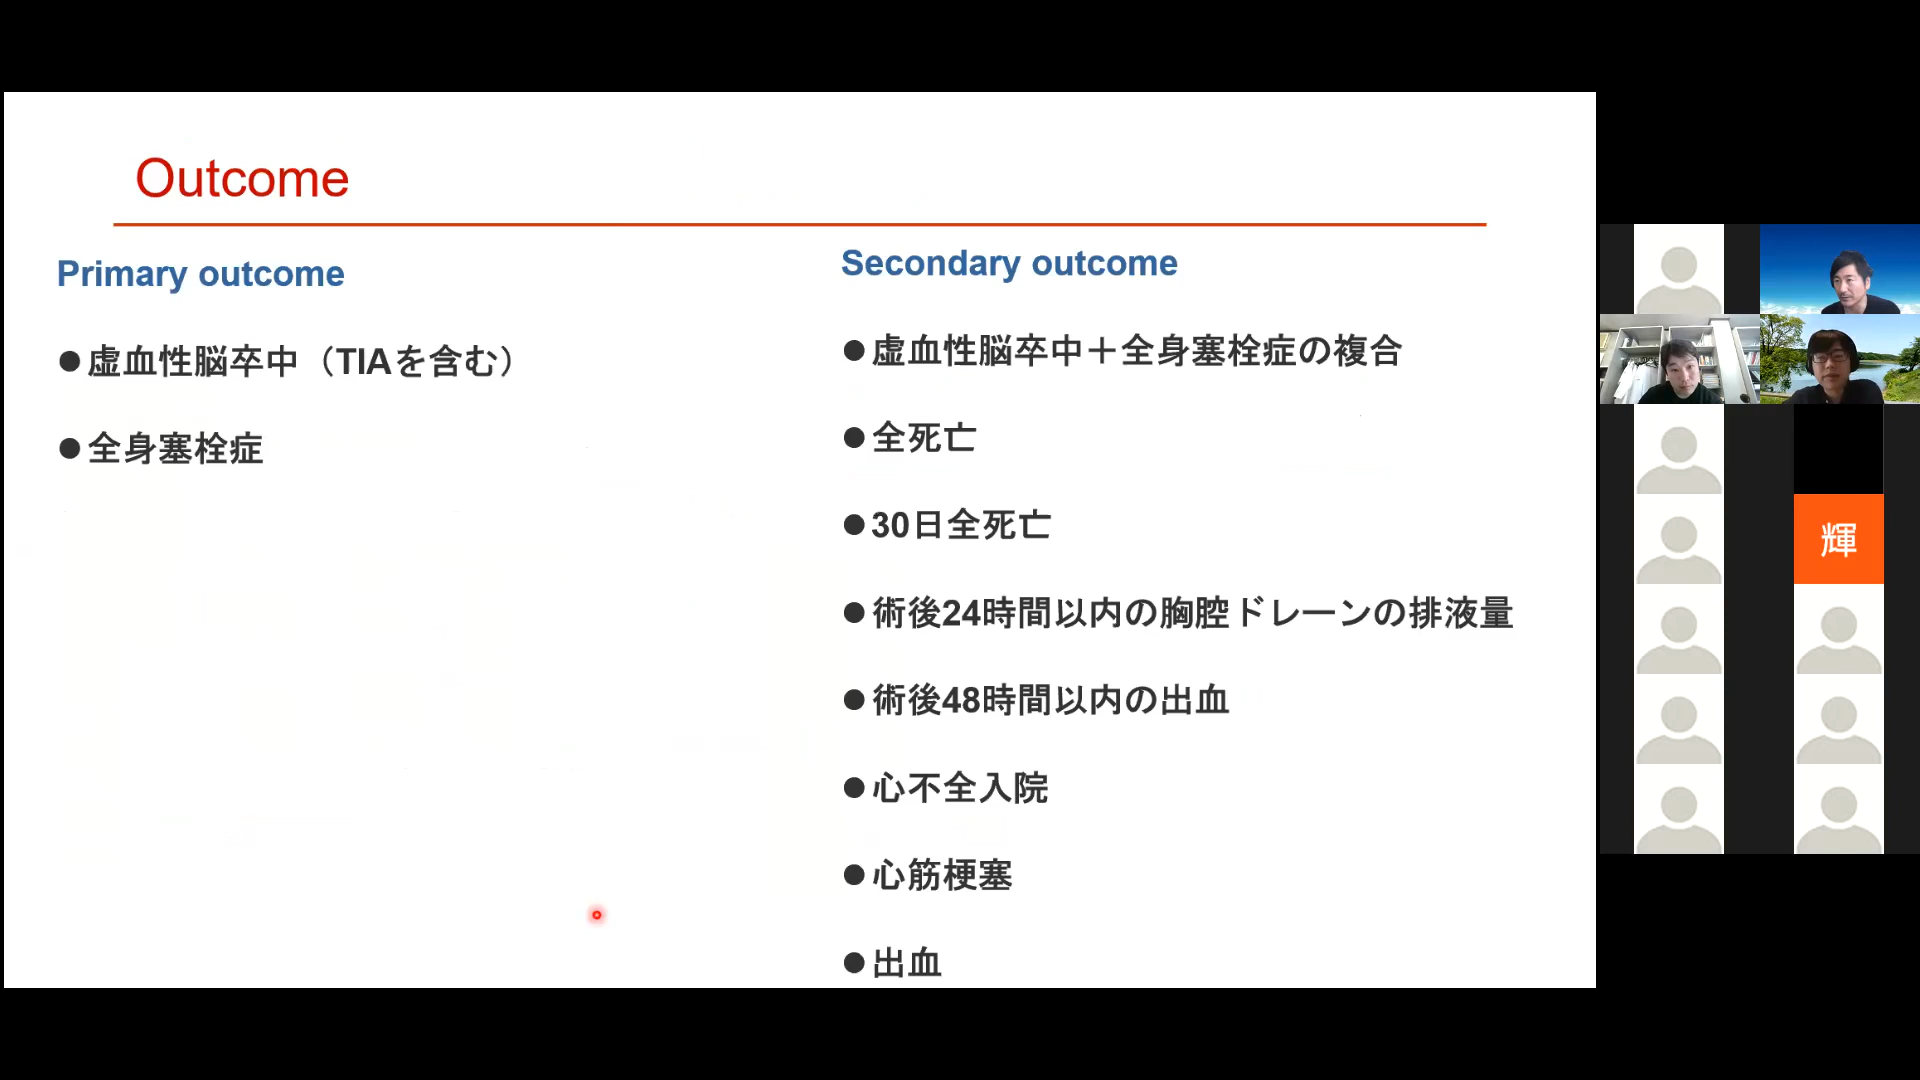 Outcome
Primary outcome
●虚血性脳卒中（TIAを含む）
●全身塞栓症
Secondary outcome
●虚血性脳卒中＋全身塞栓症の複合
●全死亡
●30日全死亡
●術後24時間以内の胸腔ドレーンの排液量
●術後48時間以内の出血
●心不全入院
●心筋梗塞
●出血
輝